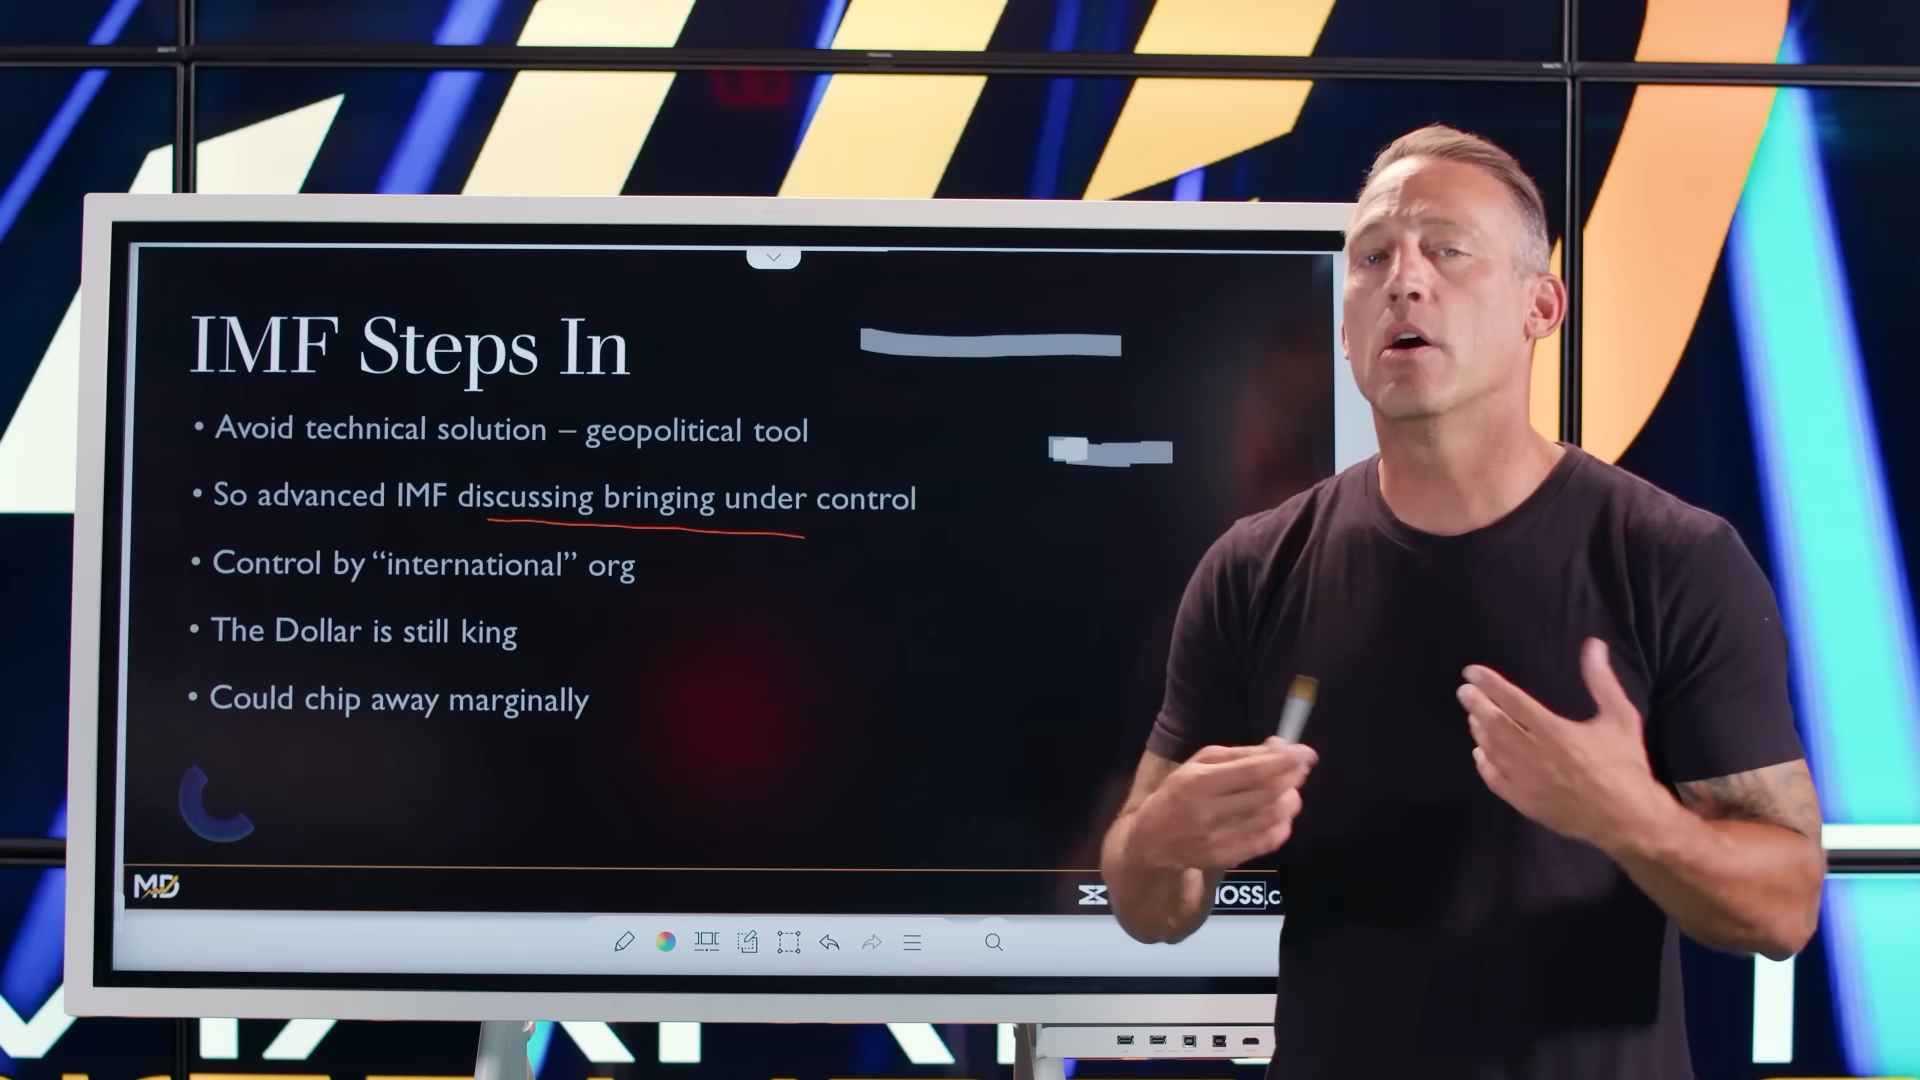 IMF Steps In
• Avoid technical solution – geopolitical tool
• So advanced IMF discussing bringing under control
• Control by “international” org
• The Dollar is still king
• Could chip away marginally
MD